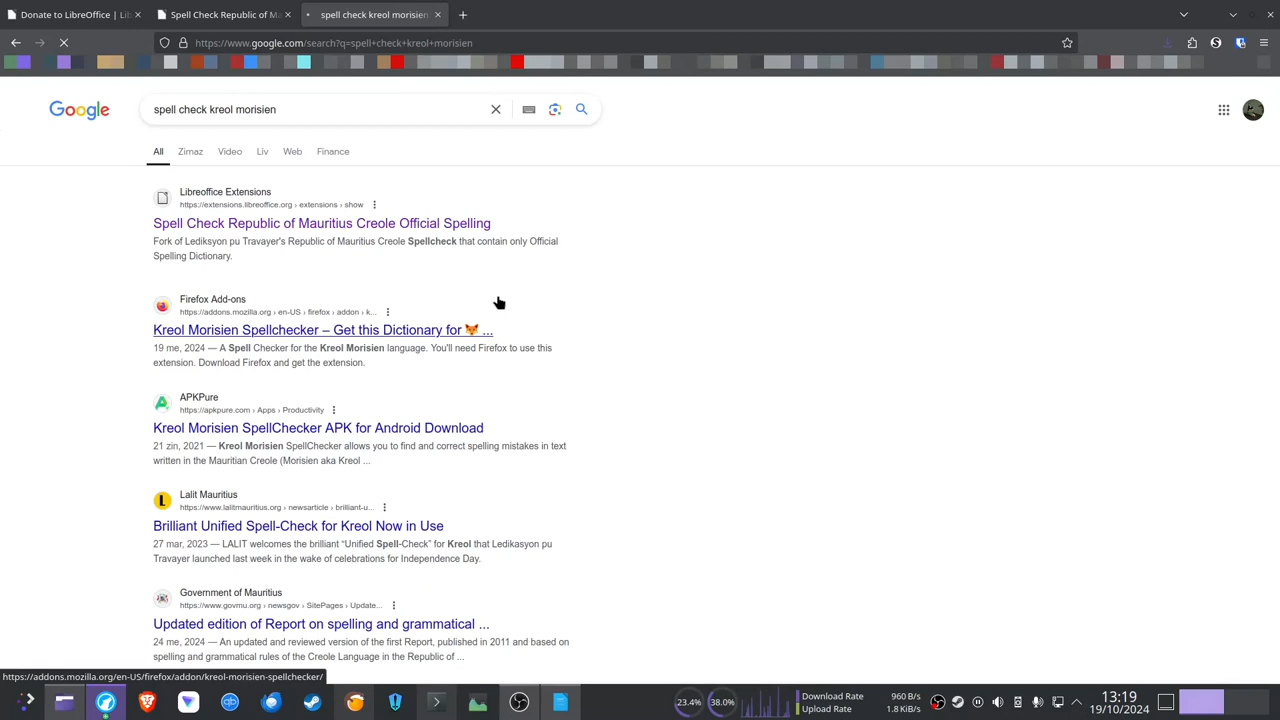 Donate to LibreOffice | Lib
Spell Check Republic of Ma
spell check kreol morisien
https://www.google.com/search?q=spell+check+kreol+morisien
Google
spell check kreol morisien
All Zimaz Video Liv Web Finance
Libreoffice Extensions
https://extensions.libreoffice.org › extensions › show
Spell Check Republic of Mauritius Creole Official Spelling
Fork of Lediksyon pu Travayer's Republic of Mauritius Creole Spellcheck that contain only Official
Spelling Dictionary.
Firefox Add-ons
https://addons.mozilla.org › en-US › firefox › addon › k...
Kreol Morisien Spellchecker – Get this Dictionary for 🦊 ...
19 me, 2024 — A Spell Checker for the Kreol Morisien language. You'll need Firefox to use this
extension. Download Firefox and get the extension.
APKPure
https://apkpure.com › Apps › Productivity
Kreol Morisien SpellChecker APK for Android Download
21 zin, 2021 — Kreol Morisien SpellChecker allows you to find and correct spelling mistakes in text
written in the Mauritian Creole (Morisien aka Kreol ...
L
Lalit Mauritius
https://www.lalitmauritius.org › newsarticle › brilliant-u...
Brilliant Unified Spell-Check for Kreol Now in Use
27 mar, 2023 — LALIT welcomes the brilliant “Unified Spell-Check” for Kreol that Ledikasyon pu
Travayer launched last week in the wake of celebrations for Independence Day.
Government of Mauritius
https://www.govmu.org › newsgov › SitePages › Update...
Updated edition of Report on spelling and grammatical ...
24 me, 2024 — An updated and reviewed version of the first Report, published in 2011 and based on
spelling and grammatical rules of the Creole Language in the Republic of ...
https://addons.mozilla.org/en-US/firefox/addon/kreol-morisien-spellchecker/
23.4%
38.0%
Download Rate 960 B/s
Upload Rate 1.8KiB/s
13:19
19/10/2024